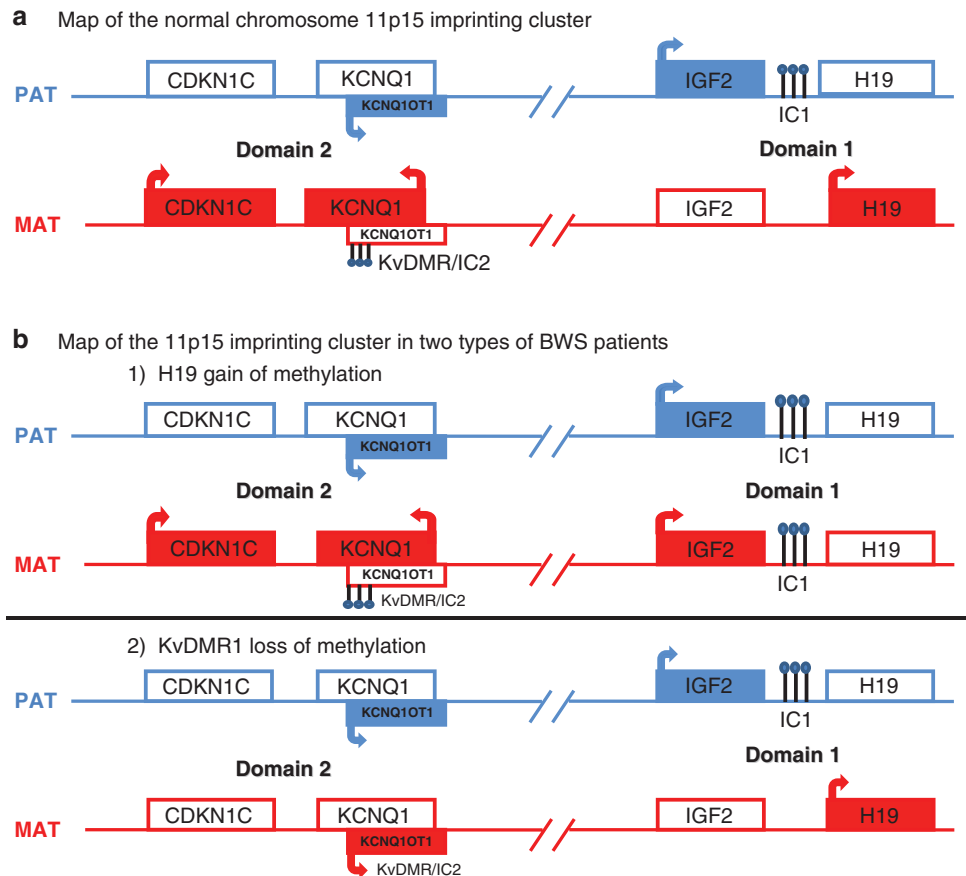 a Map of the normal chromosome 11p15 imprinting cluster
CDKN1C KCNQ1 IGF2 H19
PAT KCNQ1OT1 IC1
Domain 2 Domain 1
CDKN1C KCNQ1 IGF2 H19
MAT KCNQ1OT1
KvDMR/IC2
b Map of the 11p15 imprinting cluster in two types of BWS patients
1) H19 gain of methylation
CDKN1C KCNQ1 IGF2 H19
PAT KCNQ1OT1 IC1
Domain 2 Domain 1
CDKN1C KCNQ1 IGF2 H19
MAT KCNQ1OT1 IC1
KvDMR/IC2
2) KvDMR1 loss of methylation
CDKN1C KCNQ1 IGF2 H19
PAT KCNQ1OT1 IC1
Domain 2 Domain 1
CDKN1C KCNQ1 IGF2 H19
MAT KCNQ1OT1
KvDMR/IC2